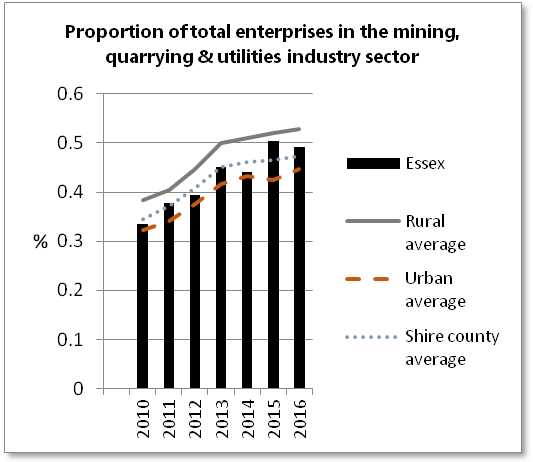 Proportion of total enterprises in the mining,
quarrying & utilities industry sector
0.6
0.5
0.4
0.3
0.2
0.1
0
%
2010
2011
2012
2013
2014
2015
2016
Essex
Rural
average
Urban
average
Shire county
average